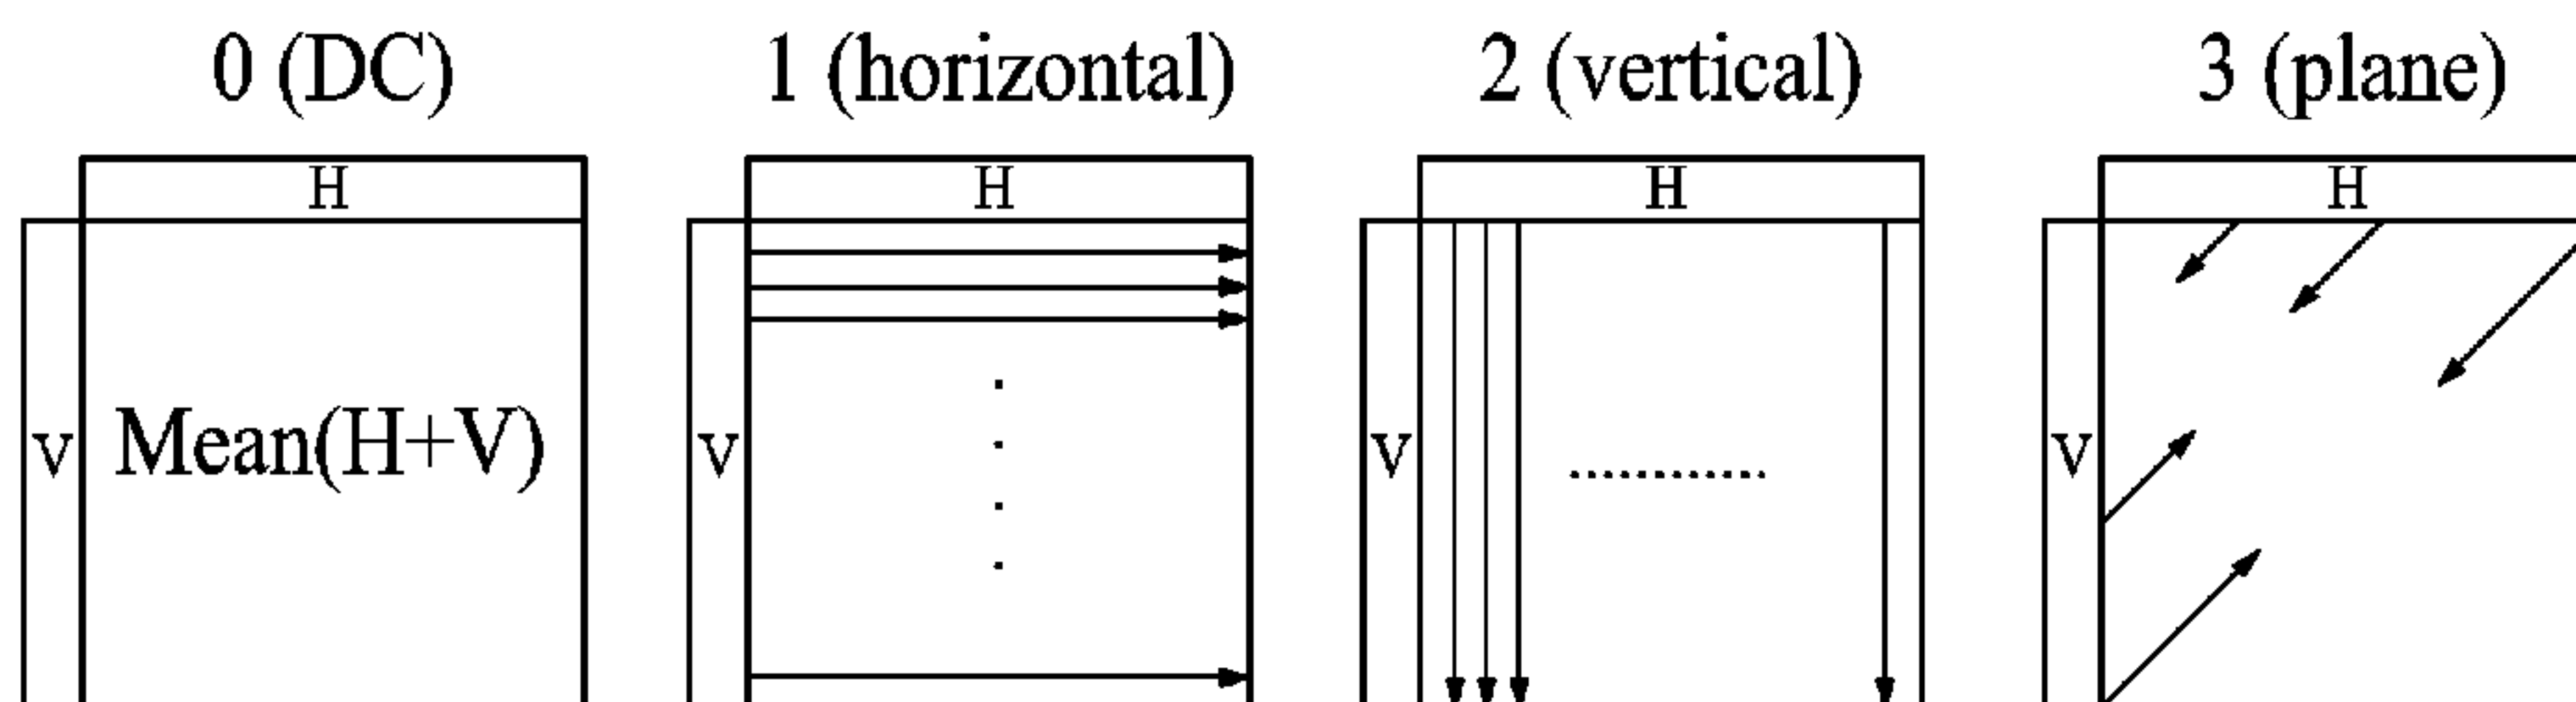 0 (DC) 1 (horizontal) 2 (vertical) 3 (plane)
H H H H
V Mean(H+V) V V V